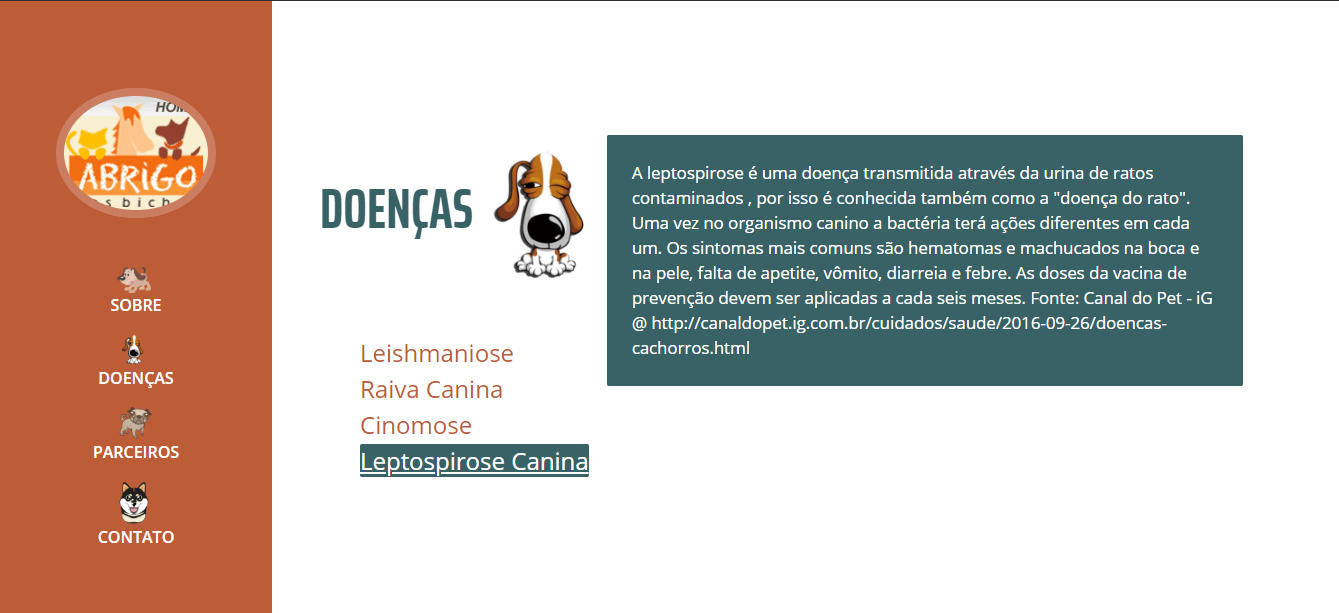 HOM
ABRIGO
os bich
SOBRE
DOENÇAS
PARCEIROS
CONTATO
DOENÇAS
Leishmaniose
Raiva Canina
Cinomose
Leptospirose Canina
A leptospirose é uma doença transmitida através da urina de ratos
contaminados , por isso é conhecida também como a "doença do rato".
Uma vez no organismo canino a bactéria terá ações diferentes em cada
um. Os sintomas mais comuns são hematomas e machucados na boca e
na pele, falta de apetite, vômito, diarreia e febre. As doses da vacina de
prevenção devem ser aplicadas a cada seis meses. Fonte: Canal do Pet - iG
@ http://canaldopet.ig.com.br/cuidados/saude/2016-09-26/doencas-
cachorros.html